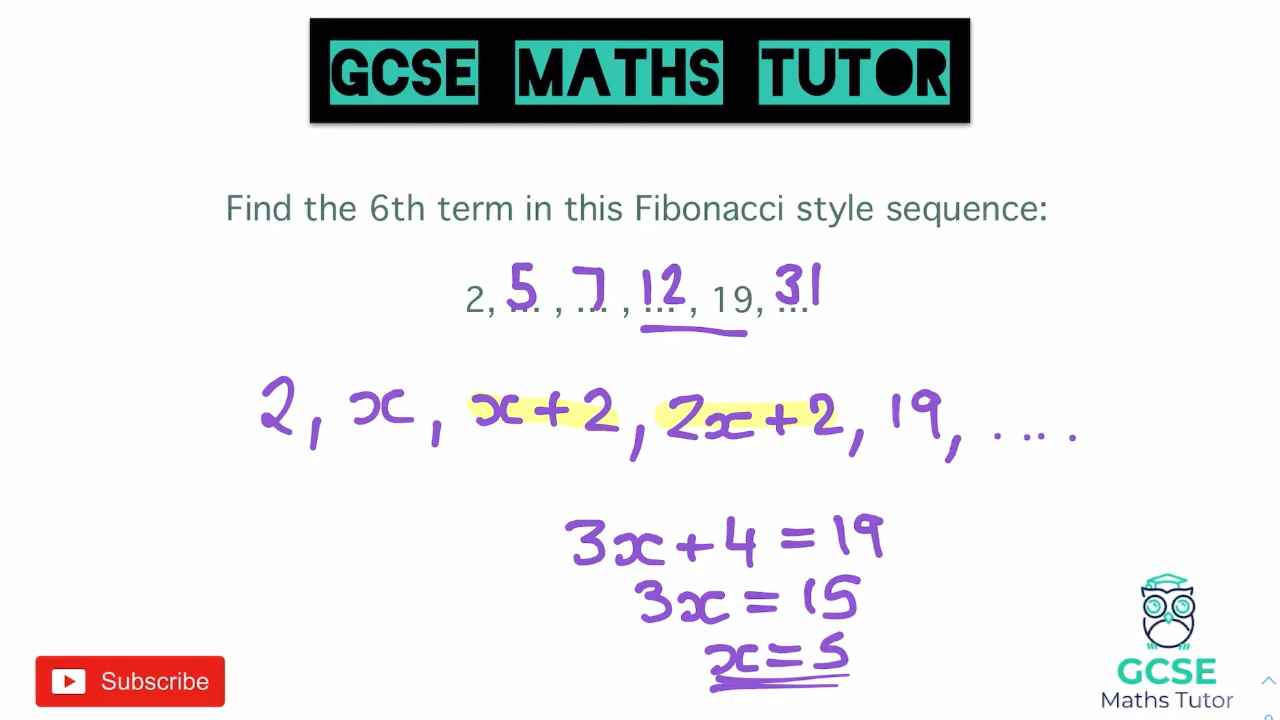 GCSE MATHS TUTOR
Find the 6th term in this Fibonacci style sequence:
2, 5, 7, 12, 19, 31
2, x, x+2, 2x+2, 19, ....
3x+4=19
3x=15
x=5
Subscribe
GCSE
Maths Tutor